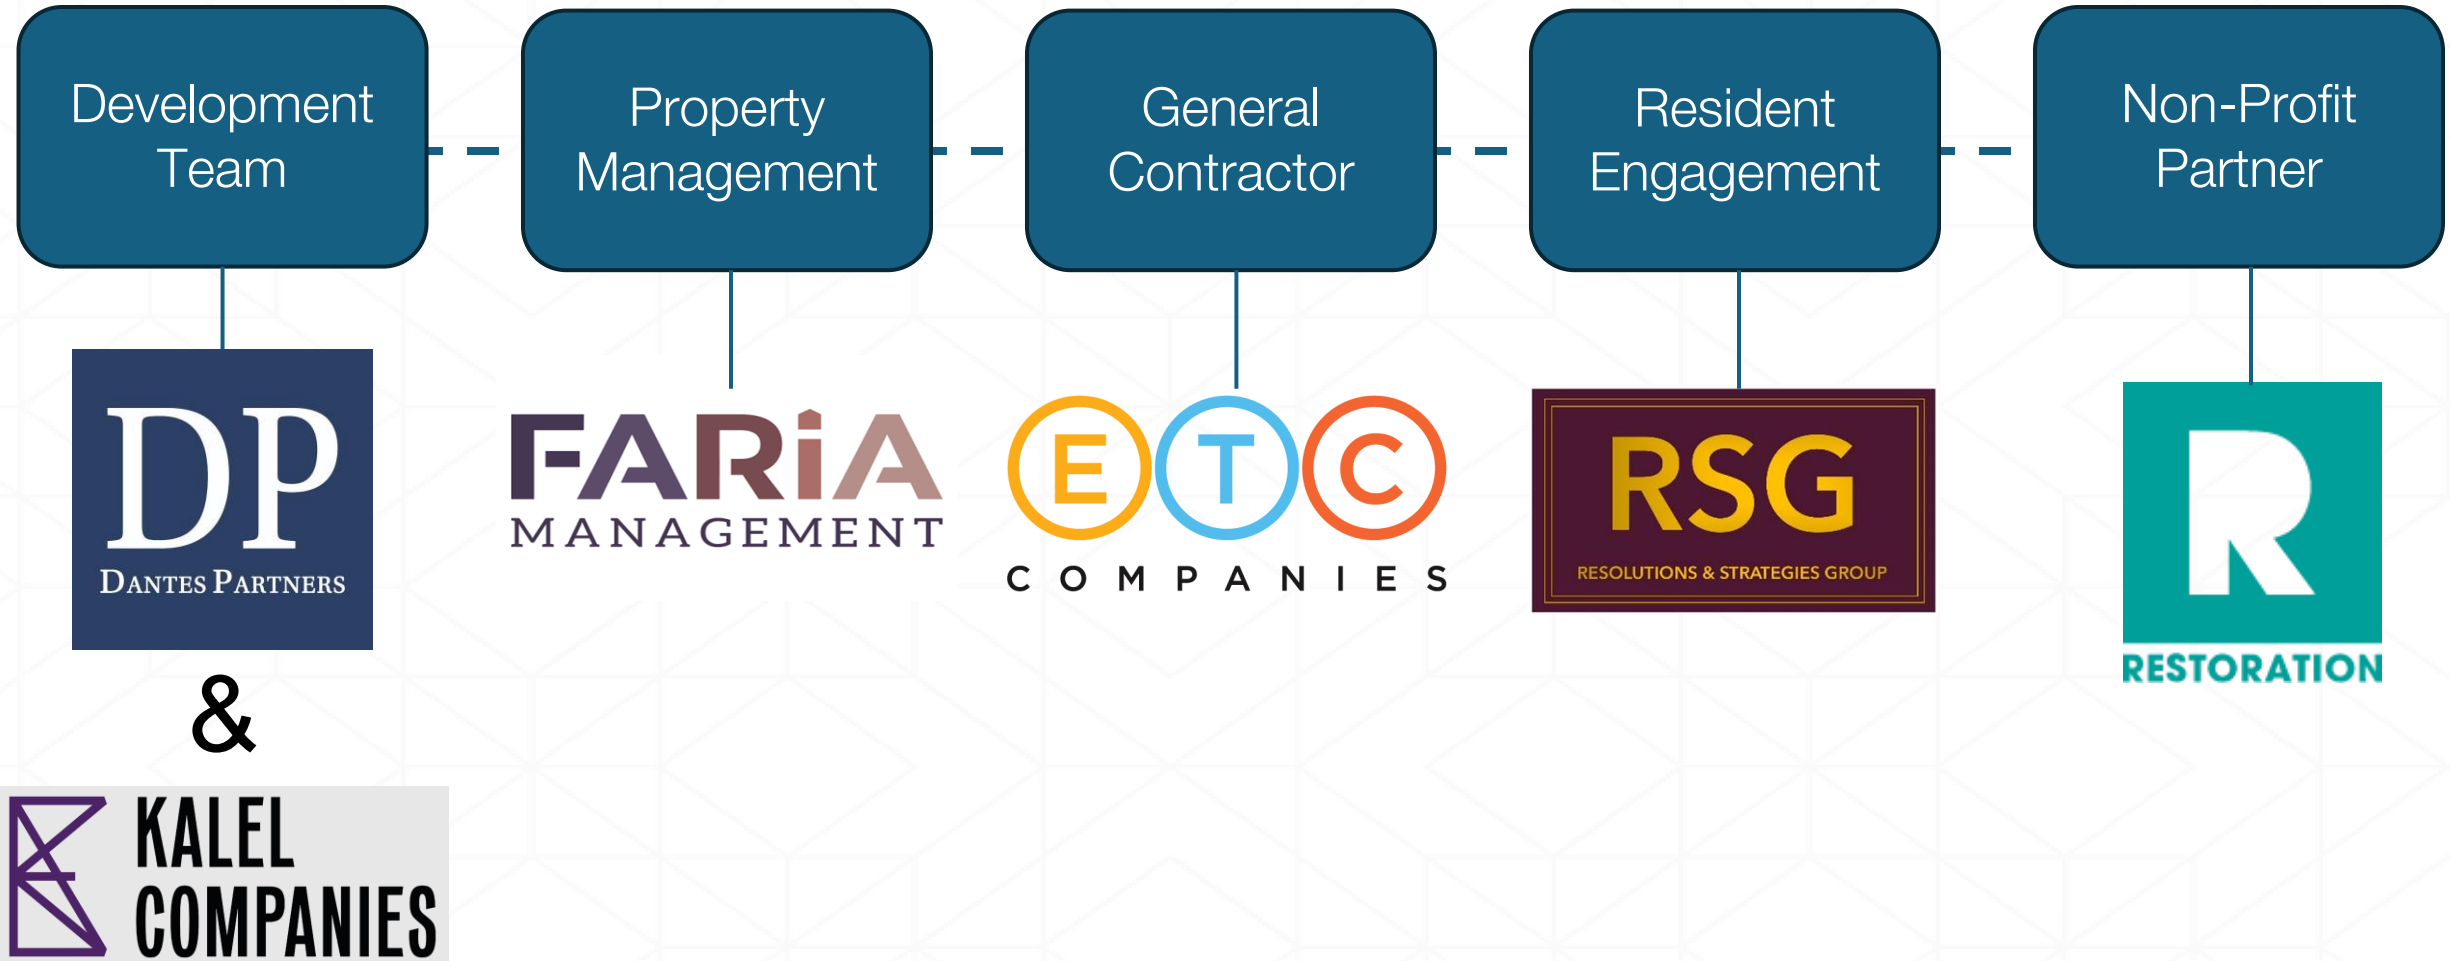 Development
Team
Property
Management
General
Contractor
Resident
Engagement
Non-Profit
Partner
DP
DANTES PARTNERS
&
KALEL
COMPANIES
FARiA
MANAGEMENT
ETC
COMPANIES
RSG
RESOLUTIONS & STRATEGIES GROUP
R
RESTORATION